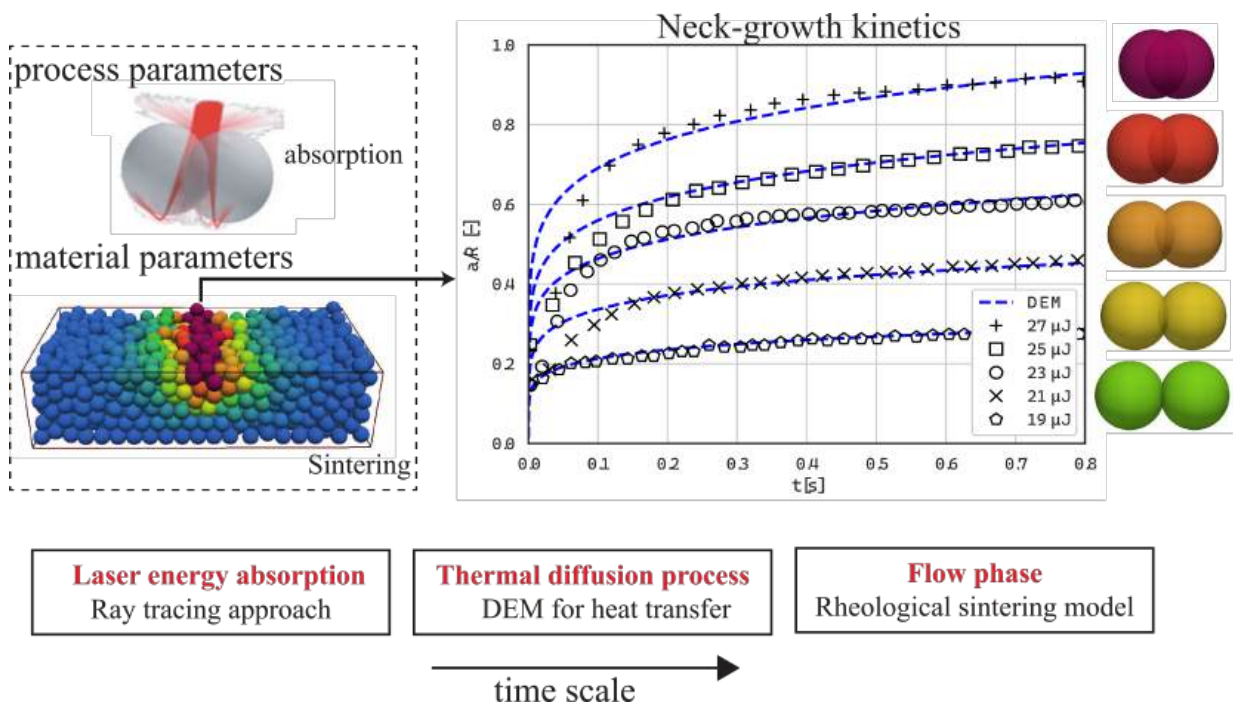 process parameters
absorption
material parameters
Sintering
Neck-growth kinetics
1.0
0.8
0.6
0.4
0.2
0.0
a/R [-]
0.0 0.1 0.2 0.3 0.4 0.5 0.6 0.7 0.8
t[s]
DEM
27 μJ
25 μJ
23 μJ
21 μJ
19 μJ
Laser energy absorption
Ray tracing approach
Thermal diffusion process
DEM for heat transfer
Flow phase
Rheological sintering model
time scale